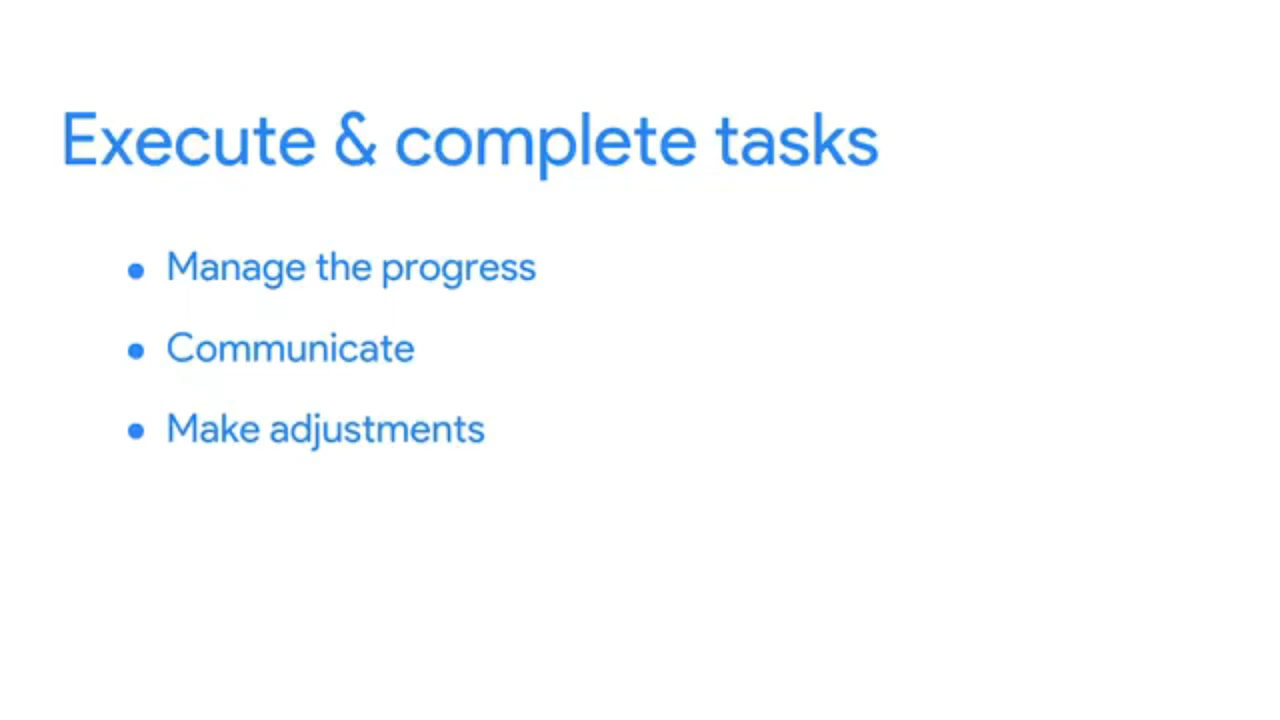 Execute & complete tasks
• Manage the progress
• Communicate
• Make adjustments